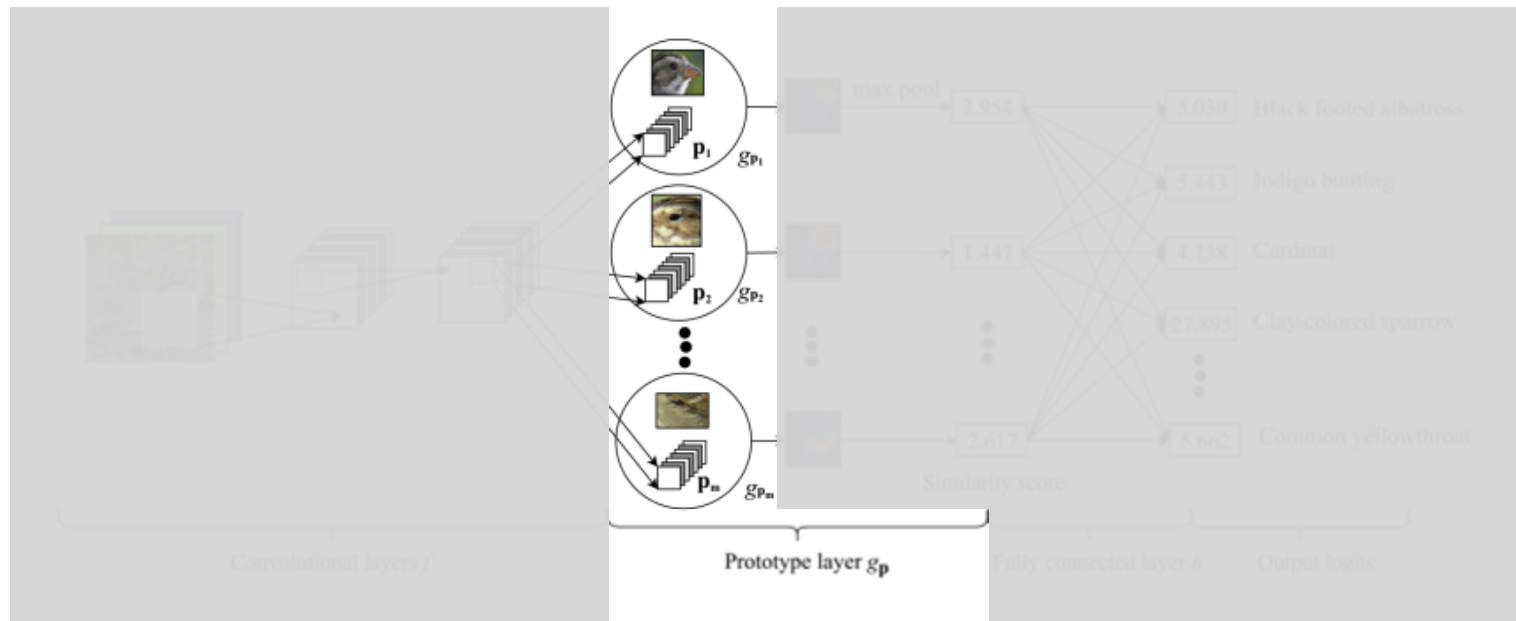 max pool
3.954
5.030
Black footed albatross
p₁
g_p₁
5.443
Indigo bunting
1.447
4.738
Cardinal
p₂
g_p₂
27.895
Clay colored sparrow
2.617
5.662
Common yellowthroat
pₘ
g_pₘ
Similarity score
Convolutional layers f
Prototype layer g_p
Fully connected layer h
Output logits